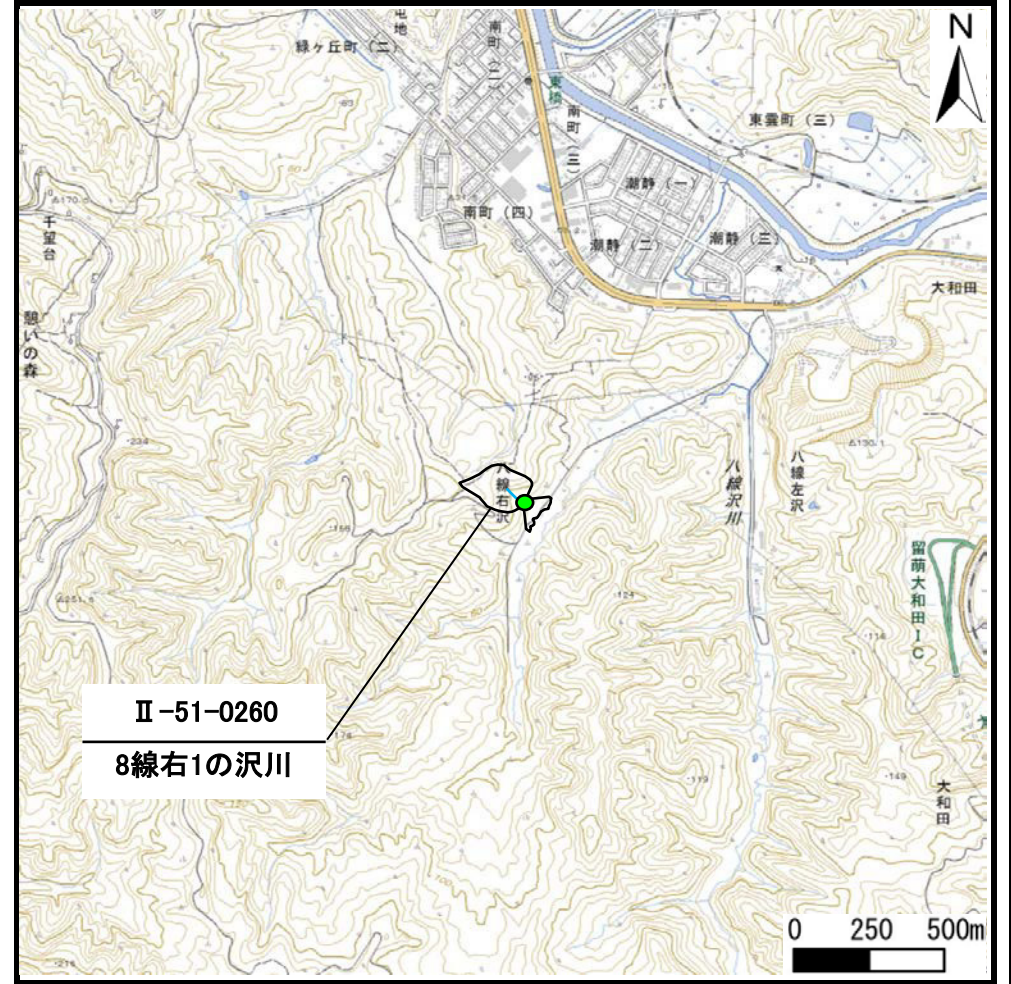 N
緑ヶ丘町（二）
南町（二）
東橋
南町（三）
東雲町（三）
潮静（一）
南町（四）
潮静（二）
潮静（三）
千望台
大和田
憩いの森
八線右沢
八線沢川
八線左沢
留萌大和田IC
大和田
Ⅱ-51-0260
8線右1の沢川
0 250 500m